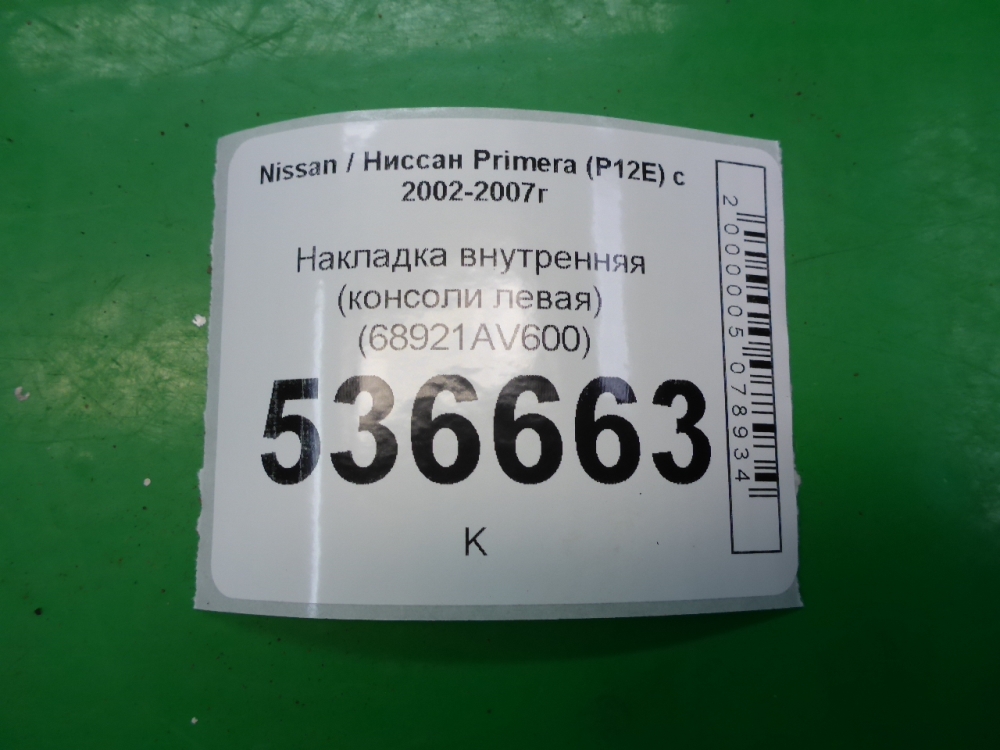 Nissan / Ниссан Primera (P12E) с
2002-2007г
Накладка внутренняя
(консоли левая)
(68921AV600)
536663
К
2000005078934